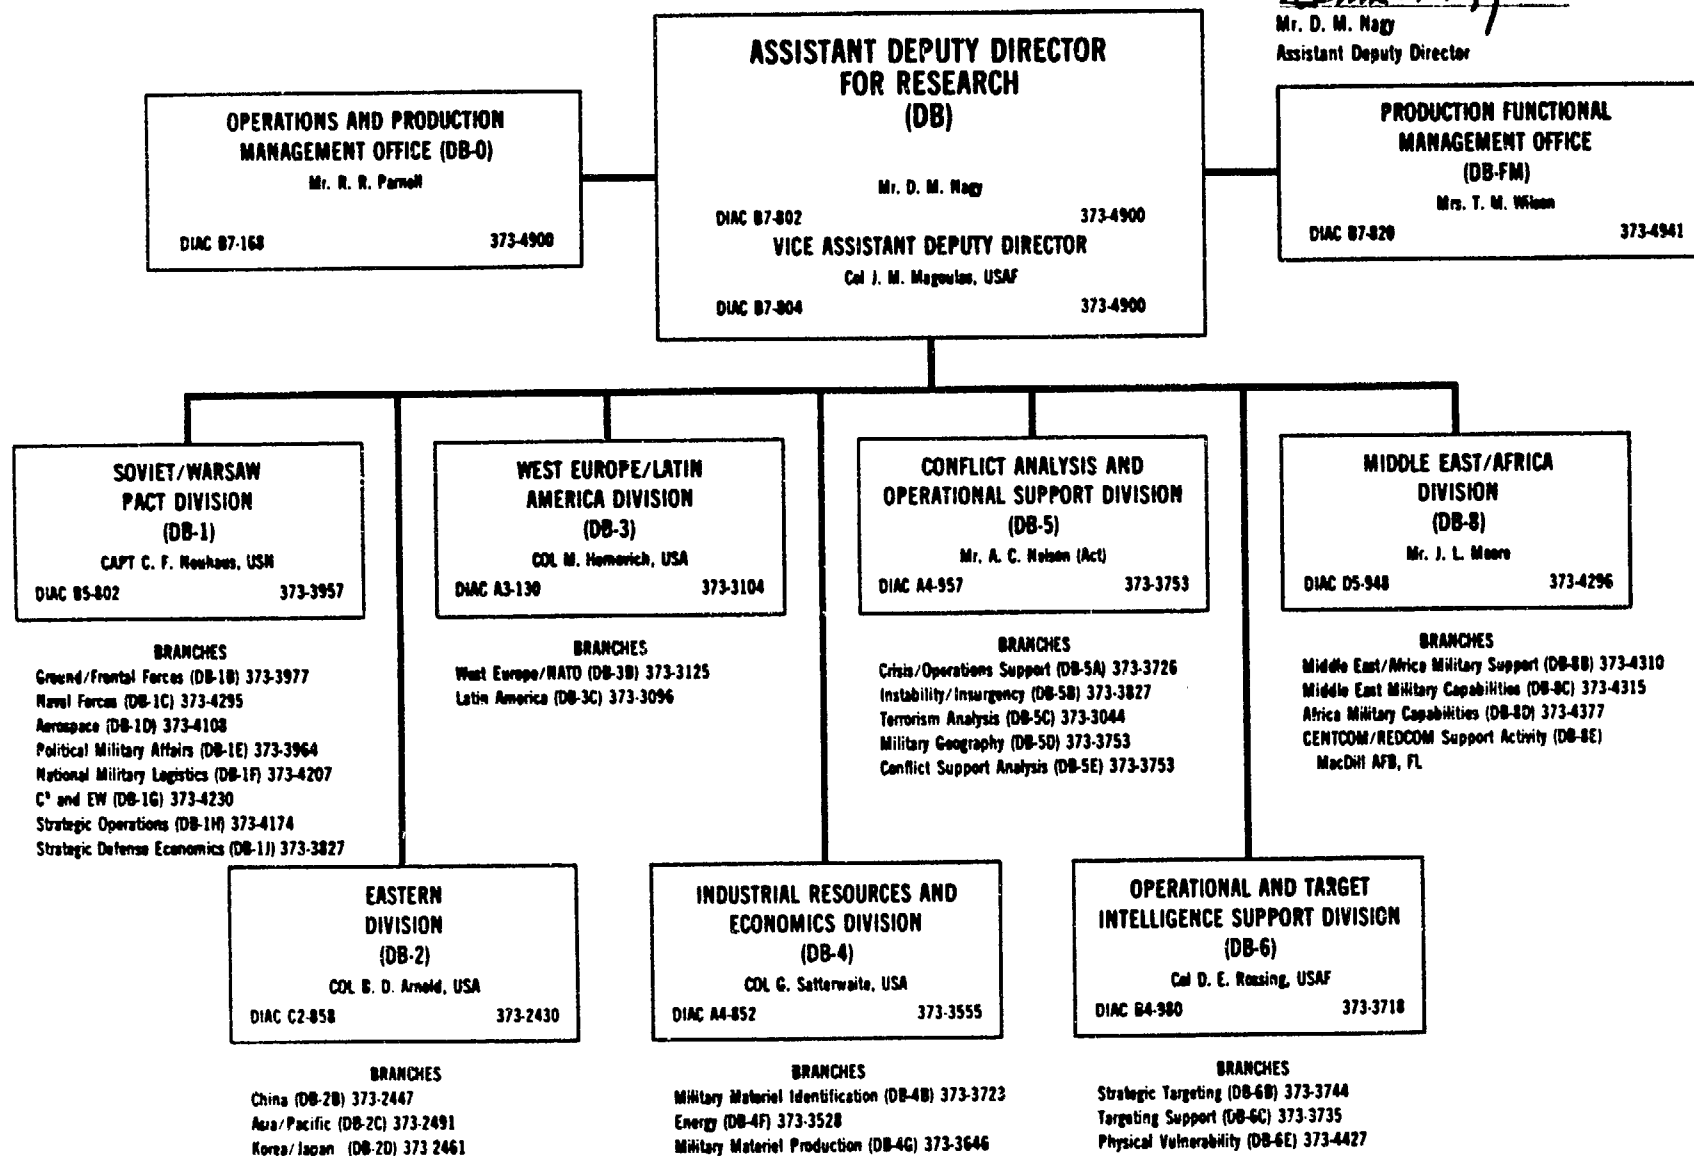 Mr. D. M. Nagy
Assistant Deputy Director
ASSISTANT DEPUTY DIRECTOR
FOR RESEARCH
(DB)
Mr. D. M. Nagy
DIAC B7-802 373-4900
VICE ASSISTANT DEPUTY DIRECTOR
Col J. M. Magoulas, USAF
DIAC B7-804 373-4900
OPERATIONS AND PRODUCTION
MANAGEMENT OFFICE (DB-O)
Mr. R. R. Parnell
DIAC B7-168 373-4900
PRODUCTION FUNCTIONAL
MANAGEMENT OFFICE
(DB-FM)
Mrs. T. M. Wilson
DIAC B7-820 373-4941
SOVIET/WARSAW
PACT DIVISION
(DB-1)
CAPT C. F. Neuhaus, USN
DIAC B5-802 373-3957
BRANCHES
Ground/Frontal Forces (DB-1B) 373-3977
Naval Forces (DB-1C) 373-4295
Aerospace (DB-1D) 373-4108
Political Military Affairs (DB-1E) 373-3964
National Military Logistics (DB-1F) 373-4207
C³ and EW (DB-1G) 373-4230
Strategic Operations (DB-1H) 373-4174
Strategic Defense Economics (DB-1J) 373-3827
WEST EUROPE/LATIN
AMERICA DIVISION
(DB-3)
COL M. Homovich, USA
DIAC A3-130 373-3104
BRANCHES
West Europe/NATO (DB-3B) 373-3125
Latin America (DB-3C) 373-3096
CONFLICT ANALYSIS AND
OPERATIONAL SUPPORT DIVISION
(DB-5)
Mr. A. C. Nelson (Act)
DIAC A4-957 373-3753
BRANCHES
Crisis/Operations Support (DB-5A) 373-3726
Instability/Insurgency (DB-5B) 373-3827
Terrorism Analysis (DB-5C) 373-3044
Military Geography (DB-5D) 373-3753
Conflict Support Analysis (DB-5E) 373-3753
MIDDLE EAST/AFRICA
DIVISION
(DB-8)
Mr. J. L. Moore
DIAC D5-948 373-4296
BRANCHES
Middle East/Africa Military Support (DB-8B) 373-4310
Middle East Military Capabilities (DB-8C) 373-4315
Africa Military Capabilities (DB-8D) 373-4377
CENTCOM/REDCOM Support Activity (DB-8E)
MacDill AFB, FL
EASTERN
DIVISION
(DB-2)
COL B. D. Arnold, USA
DIAC C2-858 373-2430
BRANCHES
China (DB-2B) 373-2447
Asia/Pacific (DB-2C) 373-2491
Korea/Japan (DB-2D) 373 2461
INDUSTRIAL RESOURCES AND
ECONOMICS DIVISION
(DB-4)
COL G. Satterwaite, USA
DIAC A4-852 373-3555
BRANCHES
Military Materiel Identification (DB-4B) 373-3723
Energy (DB-4F) 373-3528
Military Materiel Production (DB-4G) 373-3646
OPERATIONAL AND TARGET
INTELLIGENCE SUPPORT DIVISION
(DB-6)
Col D. E. Rossing, USAF
DIAC B4-980 373-3718
BRANCHES
Strategic Targeting (DB-6B) 373-3744
Targeting Support (DB-6C) 373-3735
Physical Vulnerability (DB-6E) 373-4427